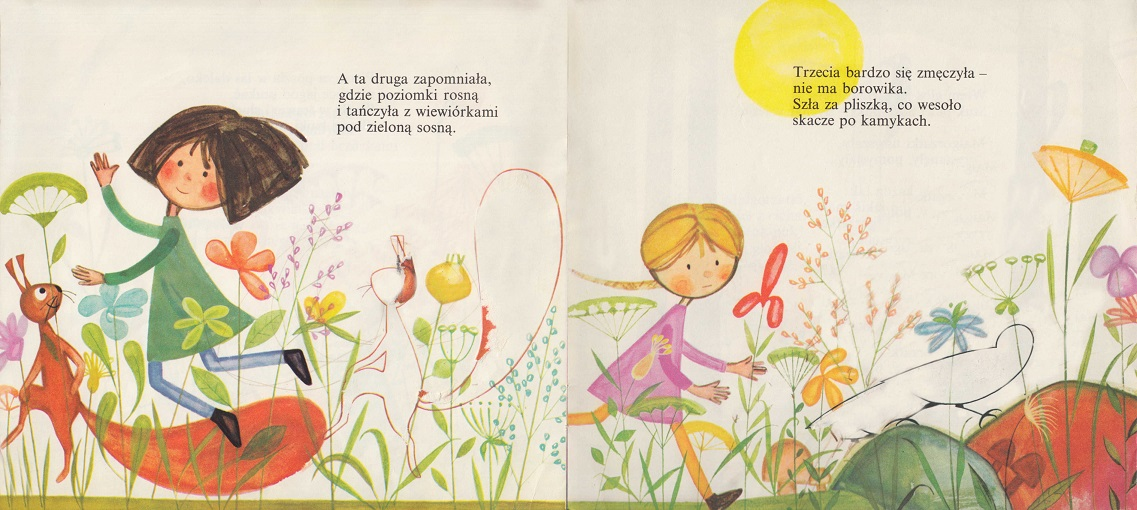 A ta druga zapomniała,
gdzie poziomki rosną
i tańczyła z wiewiórkami
pod zieloną sosną.
Trzecia bardzo się zmęczyła –
nie ma borowika.
Szła za pliszką, co wesoło
skacze po kamykach.